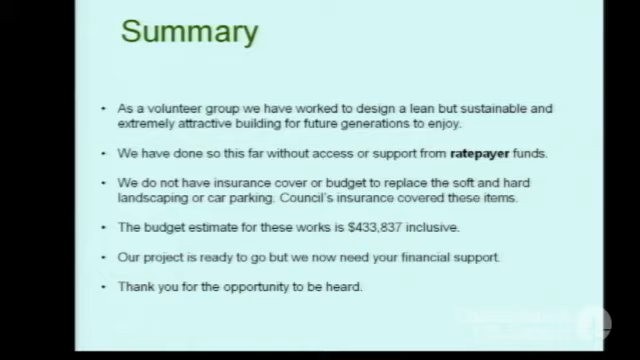 Summary
• As a volunteer group we have worked to design a lean but sustainable and
extremely attractive building for future generations to enjoy.
• We have done so this far without access or support from ratepayer funds.
• We do not have insurance cover or budget to replace the soft and hard
landscaping or car parking. Council's insurance covered these items.
• The budget estimate for these works is $433,837 inclusive.
• Our project is ready to go but we now need your financial support.
• Thank you for the opportunity to be heard.